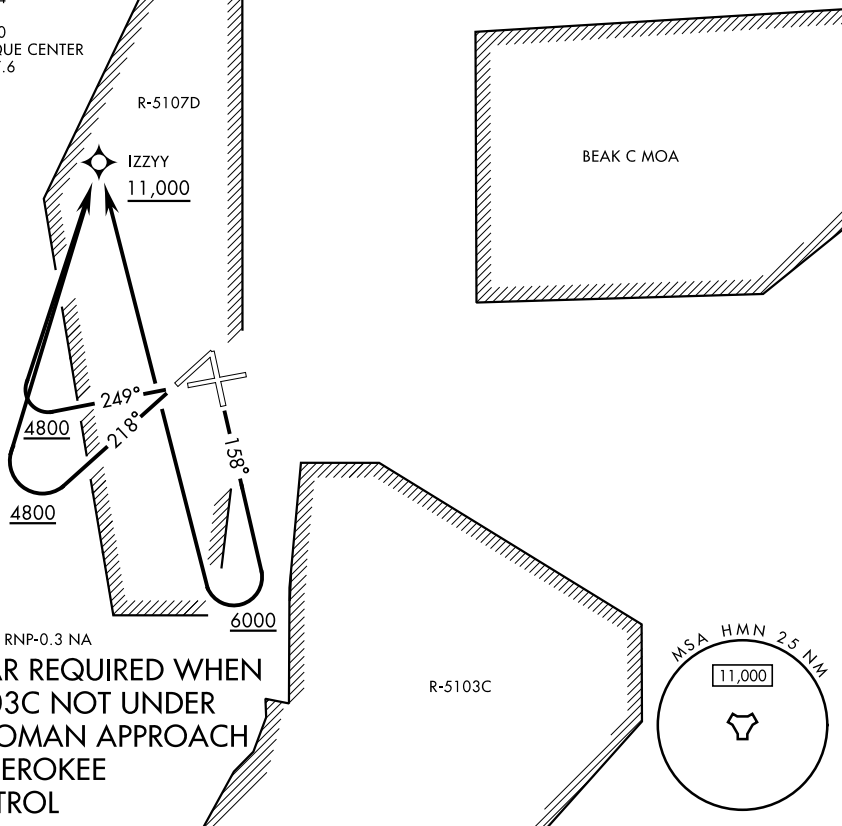 QUE CENTER
R-5107D
BEAK C MOA
IZZYY
11,000
249°
218°
4800
4800
158°
6000
RNP-0.3 NA
AR REQUIRED WHEN
03C NOT UNDER
OMAN APPROACH
EROKEE
TROL
R-5103C
MSA HMN 25 NM
11,000